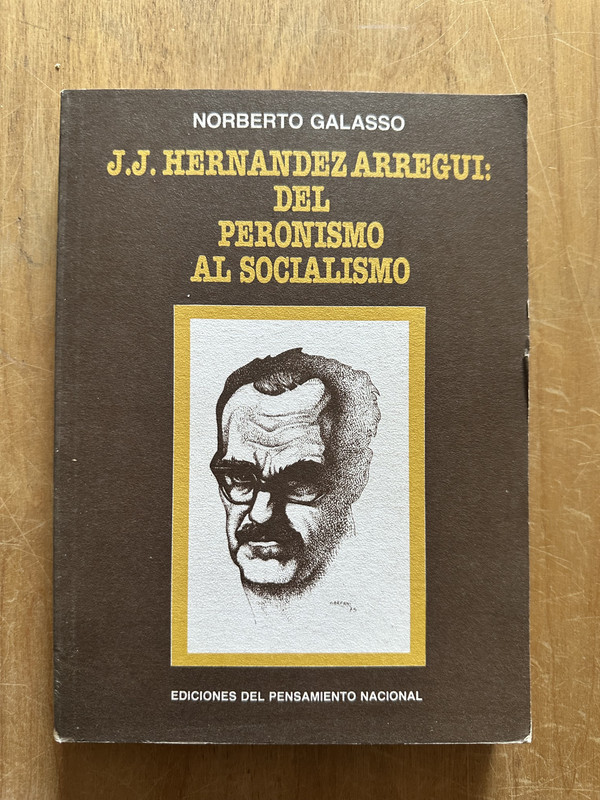 NORBERTO GALASSO
J.J. HERNANDEZ ARREGUI:
DEL
PERONISMO
AL SOCIALISMO
EDICIONES DEL PENSAMIENTO NACIONAL